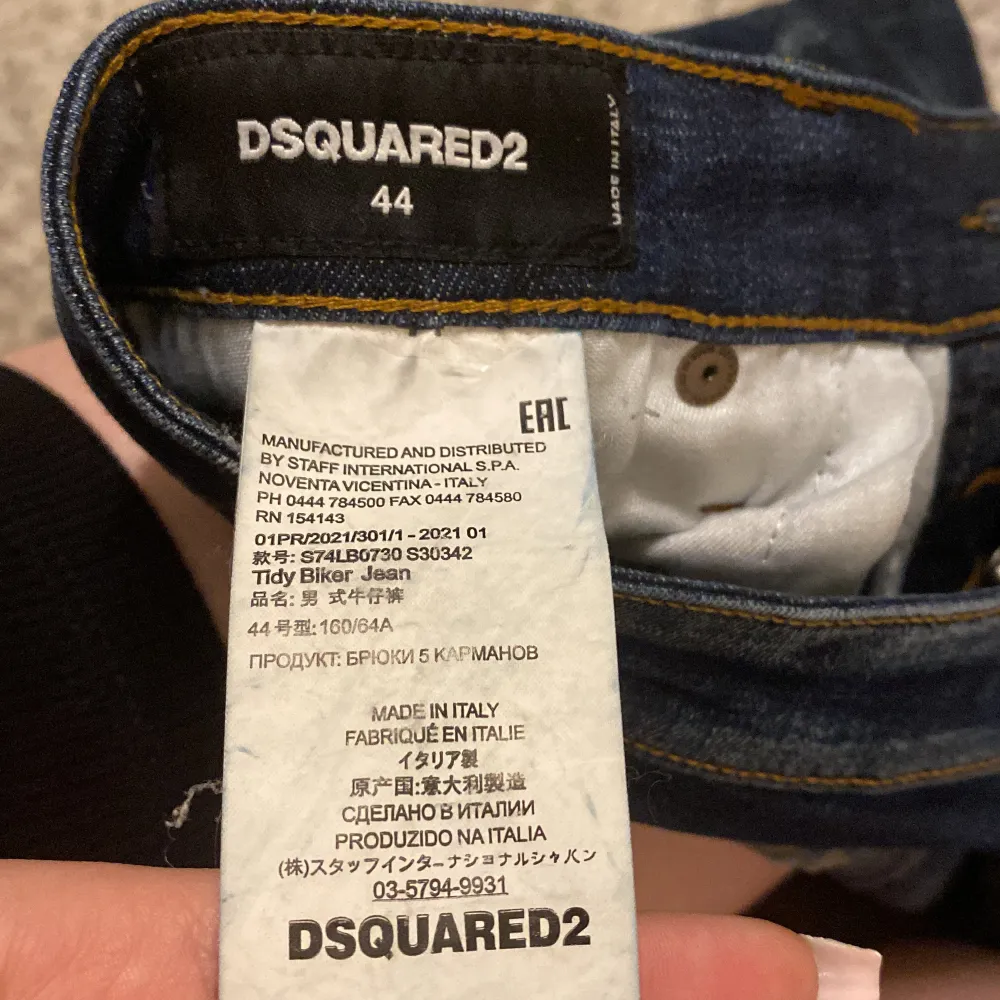 DSQUARED2
44
MADE IN ITALY
EAC
MANUFACTURED AND DISTRIBUTED
BY STAFF INTERNATIONAL S.P.A.
NOVENTA VICENTINA - ITALY
PH 0444 784500 FAX 0444 784580
RN 154143
01PR/2021/301/1 - 2021 01
款号: S74LB0730 S30342
Tidy Biker Jean
品名: 男 式牛仔裤
44 号型: 160/64A
ПРОДУКТ: БРЮКИ 5 КАРМАНОВ
MADE IN ITALY
FABRIQUÉ EN ITALIE
イタリア製
原产国:意大利製造
СДЕЛАНО В ИТАЛИИ
PRODUZIDO NA ITALIA
(株)スタッフインターナショナルジャパン
03-5794-9931
DSQUARED2